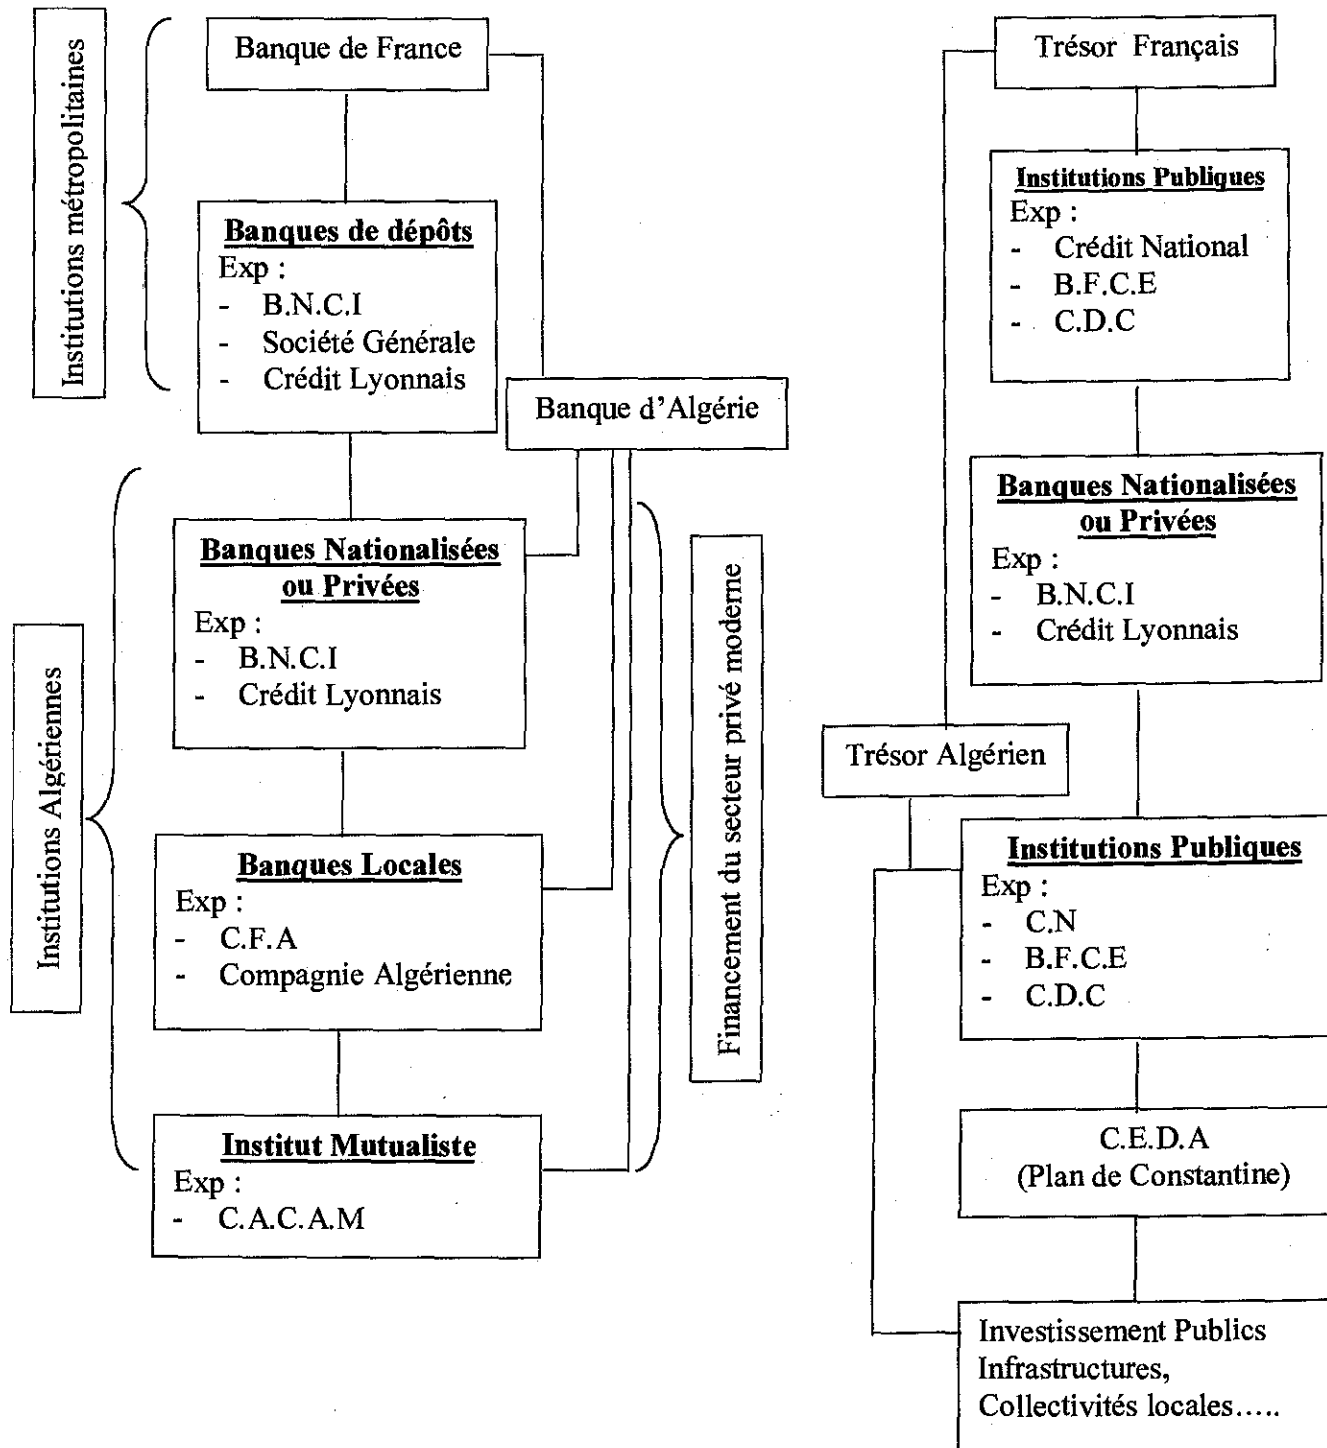 Institutions métropolitaines
Banque de France
Banques de dépôts
Exp :
- B.N.C.I
- Société Générale
- Crédit Lyonnais
Banque d'Algérie
Institutions Algériennes
Banques Nationalisées
ou Privées
Exp :
- B.N.C.I
- Crédit Lyonnais
Banques Locales
Exp :
- C.F.A
- Compagnie Algérienne
Institut Mutualiste
Exp :
- C.A.C.A.M
Financement du secteur privé moderne
Trésor Français
Institutions Publiques
Exp :
- Crédit National
- B.F.C.E
- C.D.C
Banques Nationalisées
ou Privées
Exp :
- B.N.C.I
- Crédit Lyonnais
Trésor Algérien
Institutions Publiques
Exp :
- C.N
- B.F.C.E
- C.D.C
C.E.D.A
(Plan de Constantine)
Investissement Publics
Infrastructures,
Collectivités locales.....